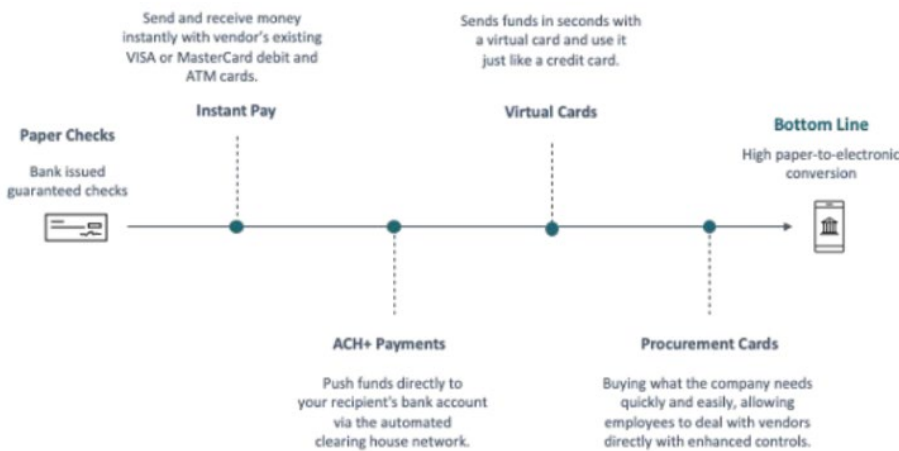 Send and receive money
instantly with vendor's existing
VISA or MasterCard debit and
ATM cards.
Instant Pay
Sends funds in seconds with
a virtual card and use it
just like a credit card.
Virtual Cards
Paper Checks
Bank issued
guaranteed checks
Bottom Line
High paper-to-electronic
conversion
ACH+ Payments
Push funds directly to
your recipient's bank account
via the automated
clearing house network.
Procurement Cards
Buying what the company needs
quickly and easily, allowing
employees to deal with vendors
directly with enhanced controls.